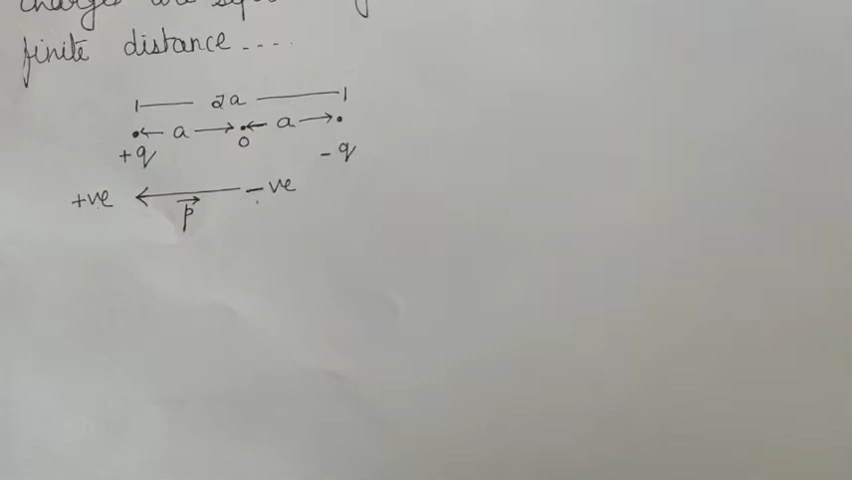 finite distance....
2a
a a
+q o -q
+ve -ve
p